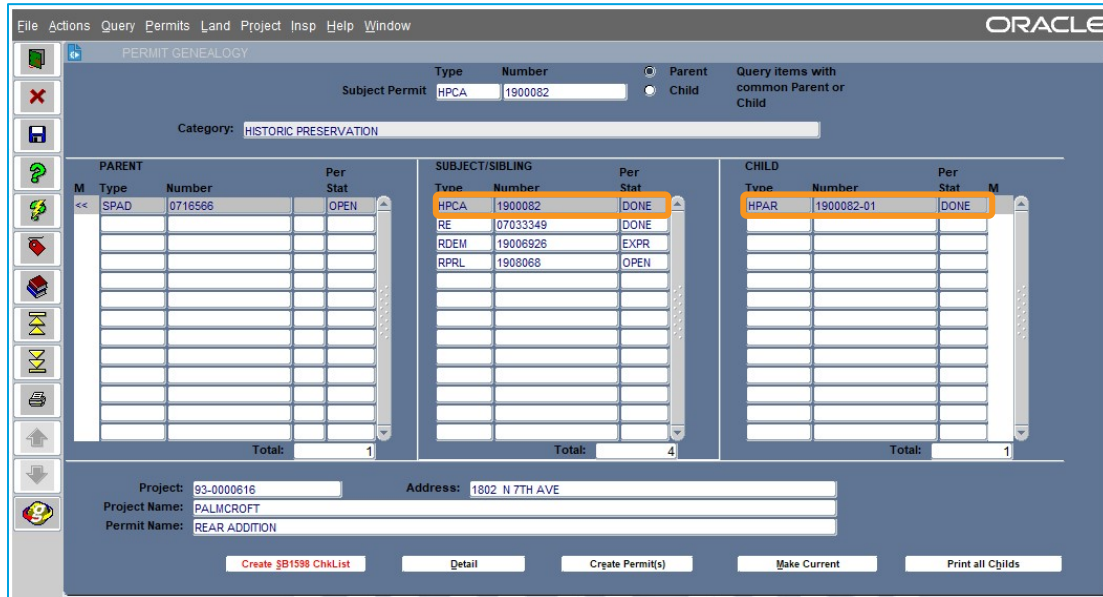 File Actions Query Permits Land Project Insp Help Window ORACLE
PERMIT GENEALOGY
Type Number Parent Query items with
Subject Permit HPCA 1900082 Child common Parent or
Child
Category: HISTORIC PRESERVATION
PARENT SUBJECT/SIBLING CHILD
Per Per Per
M Type Number Stat Type Number Stat Type Number Stat M
<< SPAD 0716566 OPEN HPCA 1900082 DONE HPAR 1900082-01 DONE
RE 07033349 DONE
RDEM 19006926 EXPR
RPRL 1908068 OPEN
Total: 1 Total: 4 Total: 1
Project: 93-0000616 Address: 1802 N 7TH AVE
Project Name: PALMCROFT
Permit Name: REAR ADDITION
Create SB1598 ChkList Detail Create Permit(s) Make Current Print all Childs